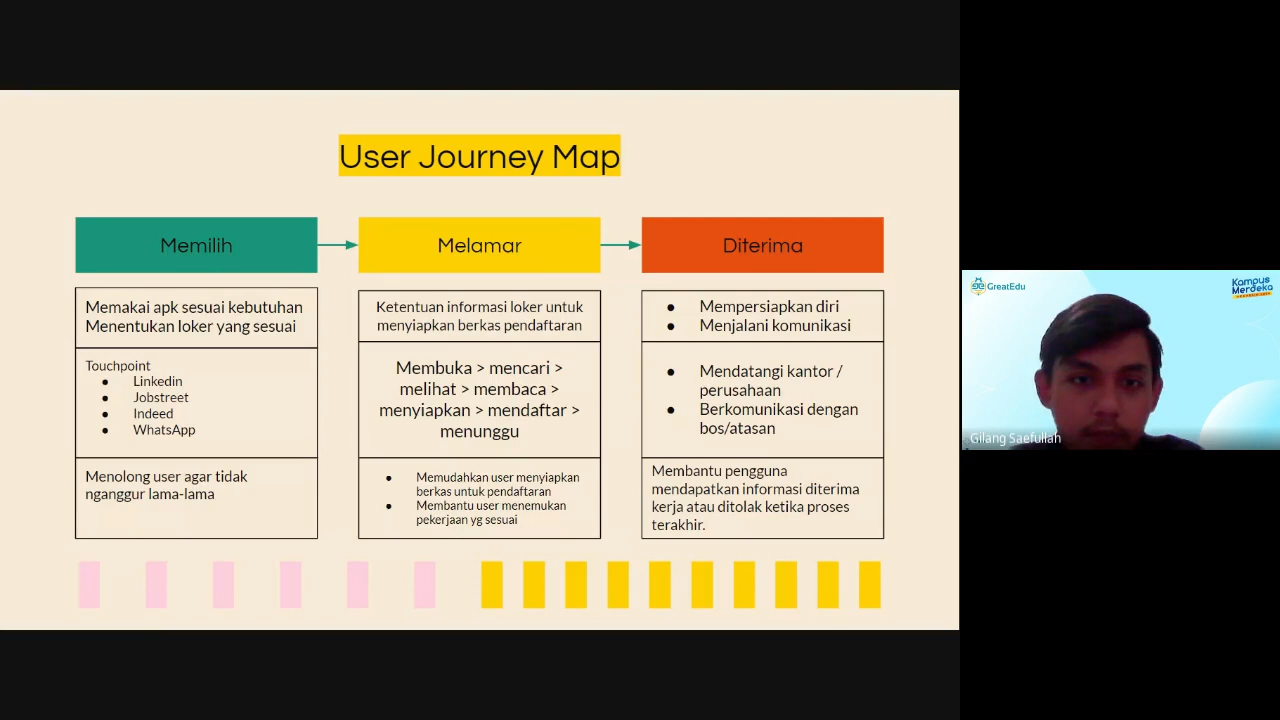 User Journey Map
Memilih
Melamar
Diterima
Memakai apk sesuai kebutuhan
Menentukan loker yang sesuai
Touchpoint
● Linkedin
● Jobstreet
● Indeed
● WhatsApp
Menolong user agar tidak
nganggur lama-lama
Ketentuan informasi loker untuk
menyiapkan berkas pendaftaran
Membuka > mencari >
melihat > membaca >
menyiapkan > mendaftar >
menunggu
● Memudahkan user menyiapkan
berkas untuk pendaftaran
● Membantu user menemukan
pekerjaan yg sesuai
● Mempersiapkan diri
● Menjalani komunikasi
● Mendatangi kantor /
perusahaan
● Berkomunikasi dengan
bos/atasan
Membantu pengguna
mendapatkan informasi diterima
kerja atau ditolak ketika proses
terakhir.
GreatEdu
Kampus
Merdeka
Gilang Saefullah